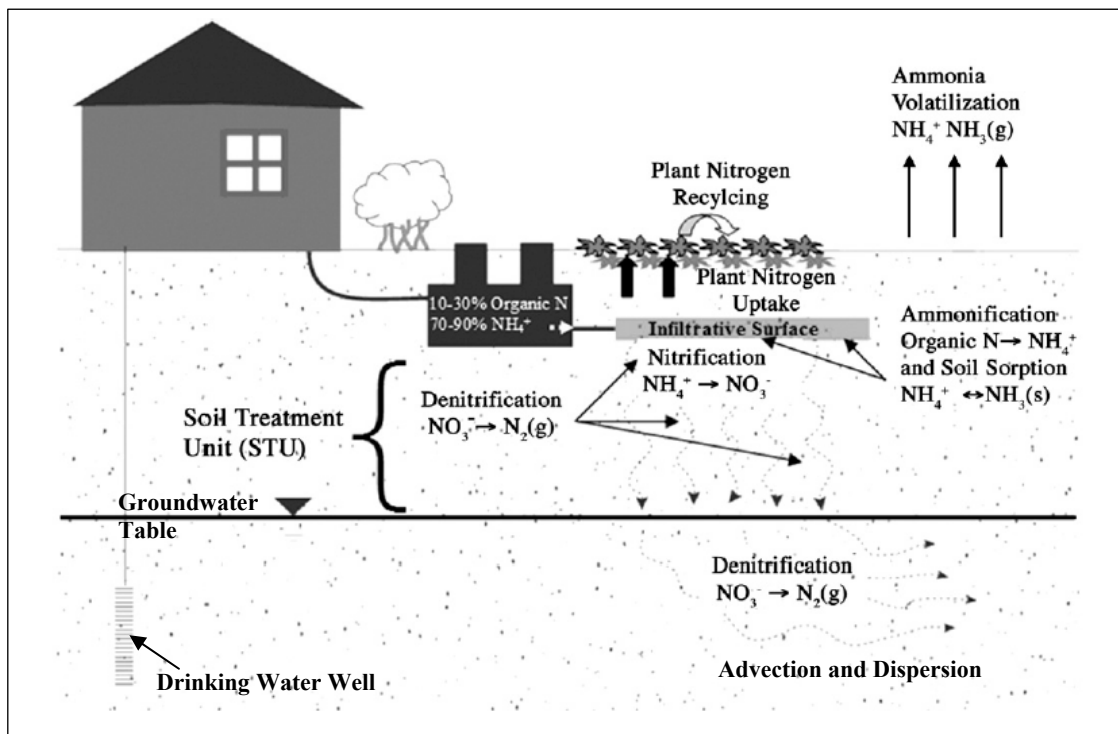 Ammonia
Volatilization
NH₄⁺ NH₃(g)
Plant Nitrogen
Recylcing
10-30% Organic N
70-90% NH₄⁺
Plant Nitrogen
Uptake
Infiltrative Surface
Ammonification
Organic N→ NH₄⁺
and Soil Sorption
NH₄⁺ ↔NH₃(s)
Nitrification
NH₄⁺ → NO₃⁻
Denitrification
NO₃⁻→ N₂(g)
Soil Treatment
Unit (STU)
Groundwater
Table
Denitrification
NO₃⁻ → N₂(g)
Drinking Water Well
Advection and Dispersion